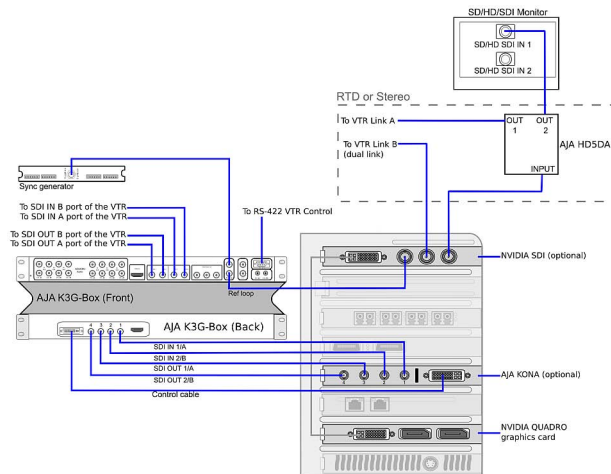 SD/HD/SDI Monitor
SD/HD SDI IN 1
SD/HD SDI IN 2
RTD or Stereo
To VTR Link A
OUT
1
OUT
2
To VTR Link B
(dual link)
AJA HD5DA
INPUT
Sync generator
To SDI IN B port of the VTR
To SDI IN A port of the VTR
To SDI OUT B port of the VTR
To SDI OUT A port of the VTR
To RS-422 VTR Control
NVIDIA SDI (optional)
Ref loop
AJA K3G-Box (Front)
AJA K3G-Box (Back)
4 3 2 1
SDI IN 1/A
SDI IN 2/B
SDI OUT 1/A
SDI OUT 2/B
Control cable
4 3 2 1
AJA KONA (optional)
NVIDIA QUADRO
graphics card